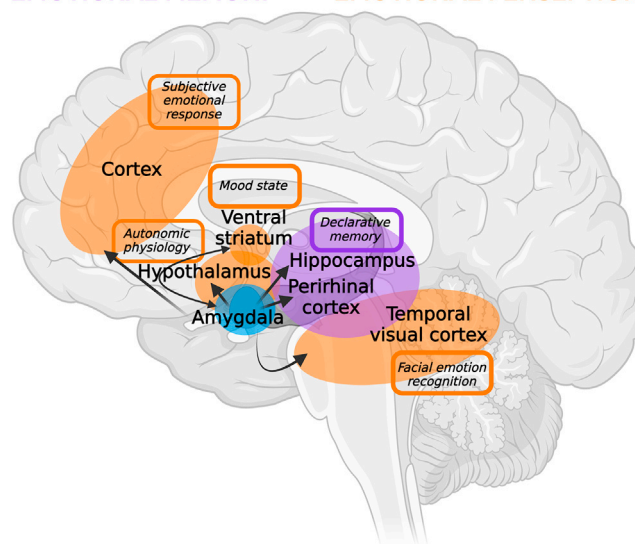 Subjective
emotional
response
Cortex
Mood state
Ventral
striatum
Autonomic
physiology
Declarative
memory
Hypothalamus
Hippocampus
Perirhinal
cortex
Amygdala
Temporal
visual cortex
Facial emotion
recognition